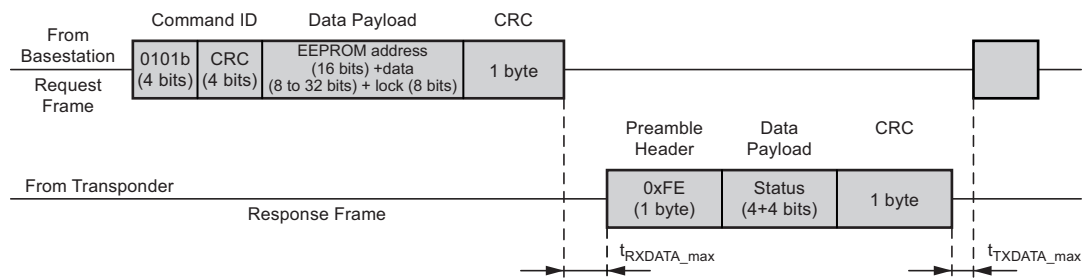 Command ID
Data Payload
CRC
From
Basestation
Request
Frame
0101b
(4 bits)
CRC
(4 bits)
EEPROM address
(16 bits) +data
(8 to 32 bits) + lock (8 bits)
1 byte
Preamble
Header
Data
Payload
CRC
From Transponder
Response Frame
0xFE
(1 byte)
Status
(4+4 bits)
1 byte
tRXDATA_max
tTXDATA_max